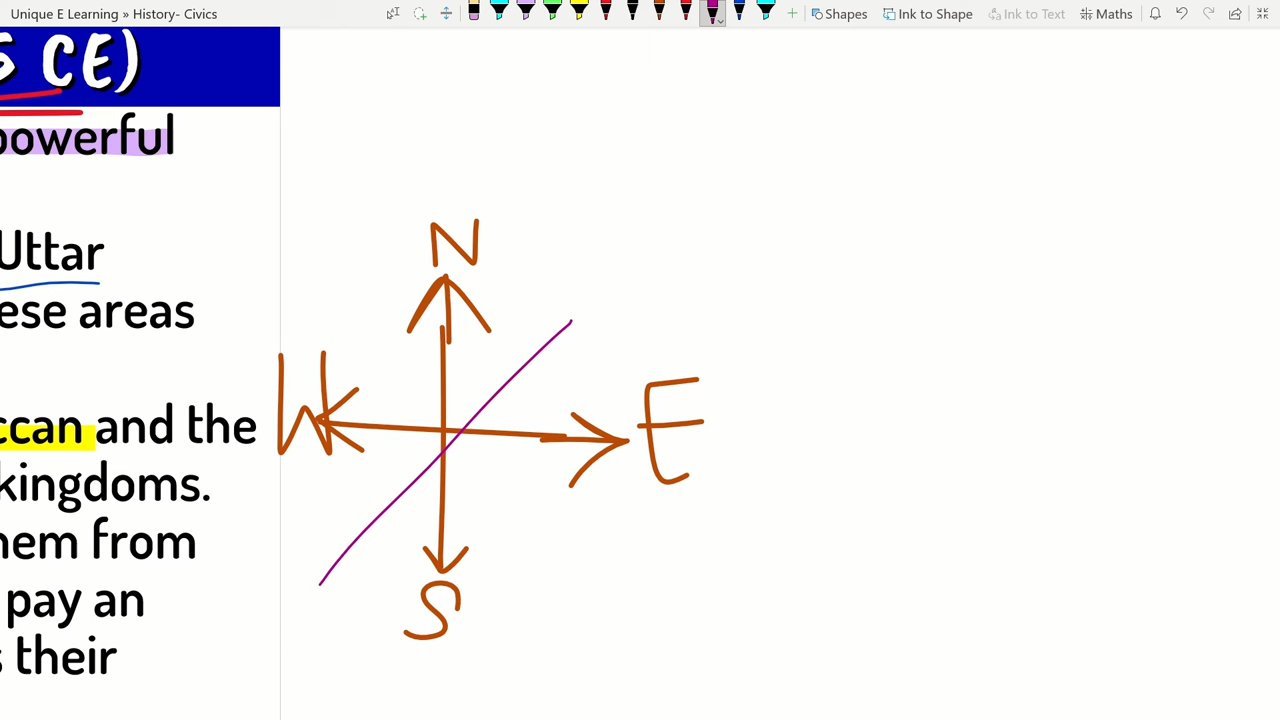 Unique E Learning » History- Civics
Shapes Ink to Shape Ink to Text Maths
CE)
powerful
Uttar
ese areas
ccan and the
kingdoms.
hem from
pay an
s their
N
W E
S